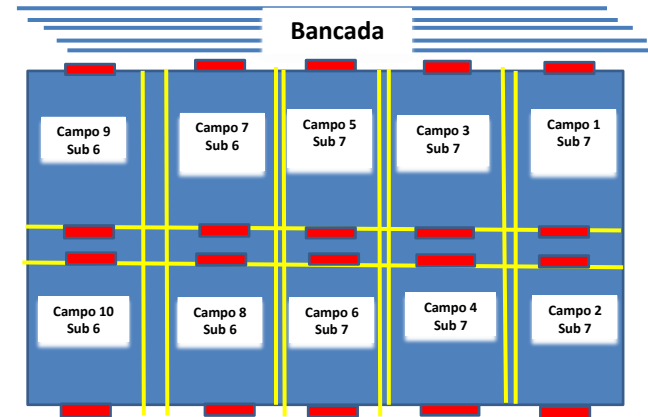 Bancada
Campo 9
Sub 6
Campo 7
Sub 6
Campo 5
Sub 7
Campo 3
Sub 7
Campo 1
Sub 7
Campo 10
Sub 6
Campo 8
Sub 6
Campo 6
Sub 7
Campo 4
Sub 7
Campo 2
Sub 7